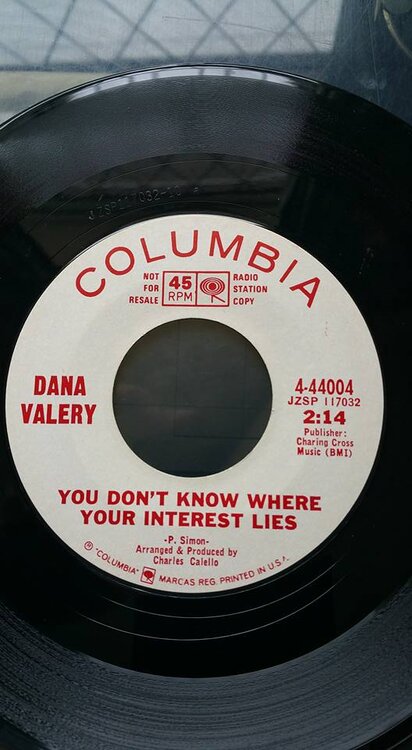 JZSP117032-1C
COLUMBIA
NOT FOR RESALE
45 RPM
RADIO STATION COPY
DANA VALERY
4-44004
JZSP 117032
2:14
Publisher:
Charing Cross
Music (BMI)
YOU DON'T KNOW WHERE
YOUR INTEREST LIES
-P. Simon-
Arranged & Produced by
Charles Calello
℗ "COLUMBIA" MARCAS REG. PRINTED IN U.S.A.